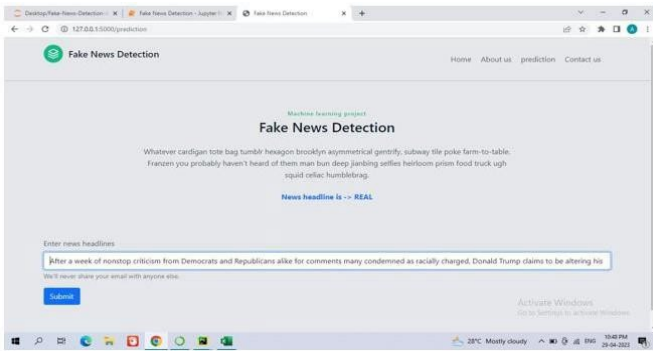 Desktop/Fake-News-Detection
Fake News Detection - Jupyter
Fake News Detection
127.0.0.1:5000/prediction
Fake News Detection
Home About us prediction Contact us
Machine learning project
Fake News Detection
Whatever cardigan tote bag tumblr hexagon brooklyn asymmetrical gentrify, subway tile poke farm-to-table.
Franzen you probably haven't heard of them man bun deep jianbing selfies heirloom prism food truck ugh
squid celiac humblebrag.
News headline is -> REAL
Enter news headlines
After a week of nonstop criticism from Democrats and Republicans alike for comments many condemned as racially charged, Donald Trump claims to be altering his
We'll never share your email with anyone else.
Submit
Activate Windows
Go to Settings to activate Windows.
28°C Mostly cloudy ENG 10:48 PM
29-04-2023